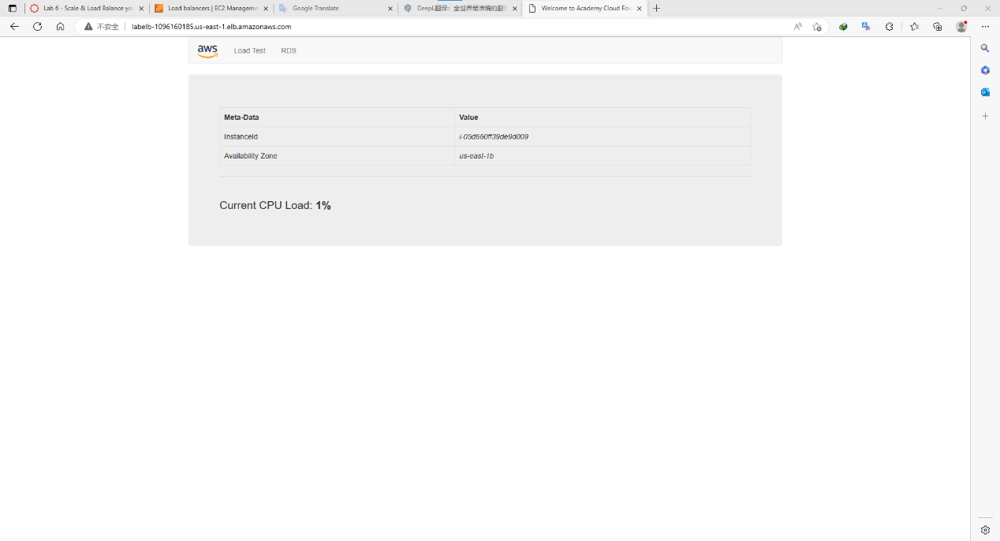 Lab 6 - Scale & Load Balance yo
Load balancers | EC2 Manageme
Google Translate
DeepL翻译：全世界最准确的翻
Welcome to Academy Cloud Fou
不安全
labelb-1096160185.us-east-1.elb.amazonaws.com
aws
Load Test
RDS
Meta-Data Value
InstanceId i-05d660ff39de9d009
Availability Zone us-east-1b
Current CPU Load: 1%